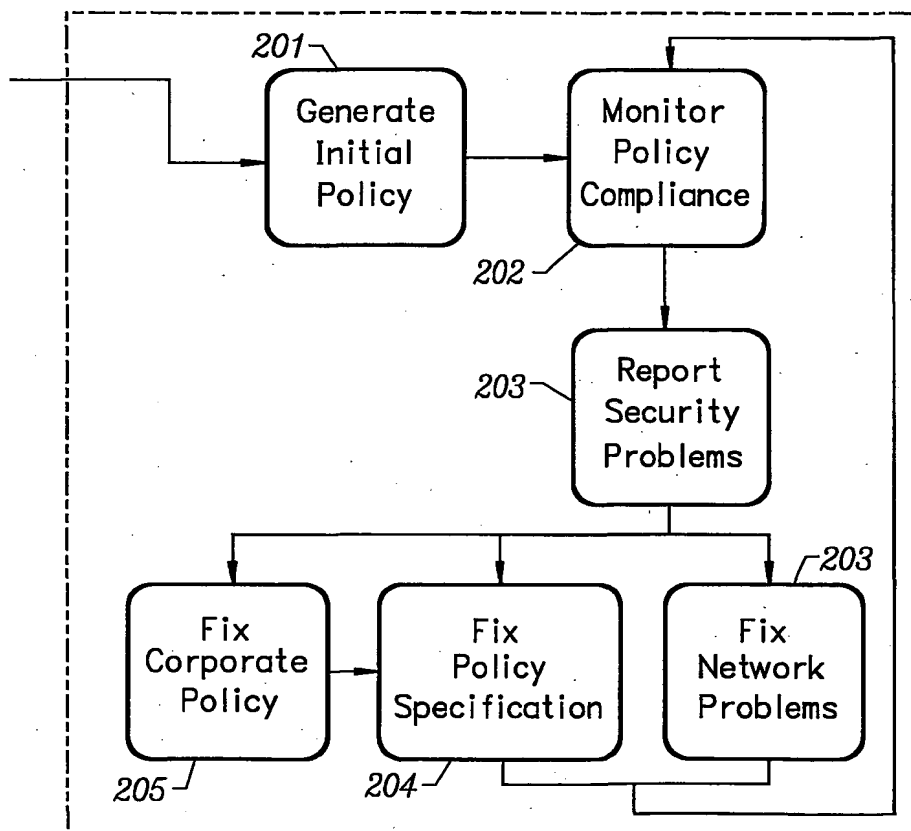 201
Generate
Initial
Policy
Monitor
Policy
Compliance
202
203
Report
Security
Problems
203
Fix
Corporate
Policy
Fix
Policy
Specification
Fix
Network
Problems
205
204